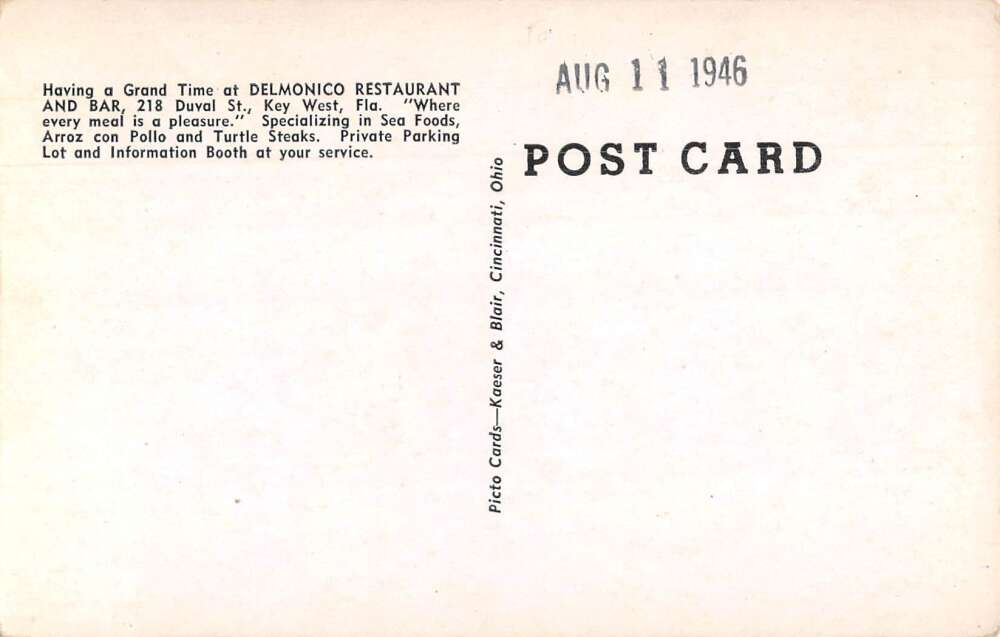 Having a Grand Time at DELMONICO RESTAURANT
AND BAR, 218 Duval St., Key West, Fla. "Where
every meal is a pleasure." Specializing in Sea Foods,
Arroz con Pollo and Turtle Steaks. Private Parking
Lot and Information Booth at your service.
Picto Cards—Kaeser & Blair, Cincinnati, Ohio
AUG 11 1946
POST CARD